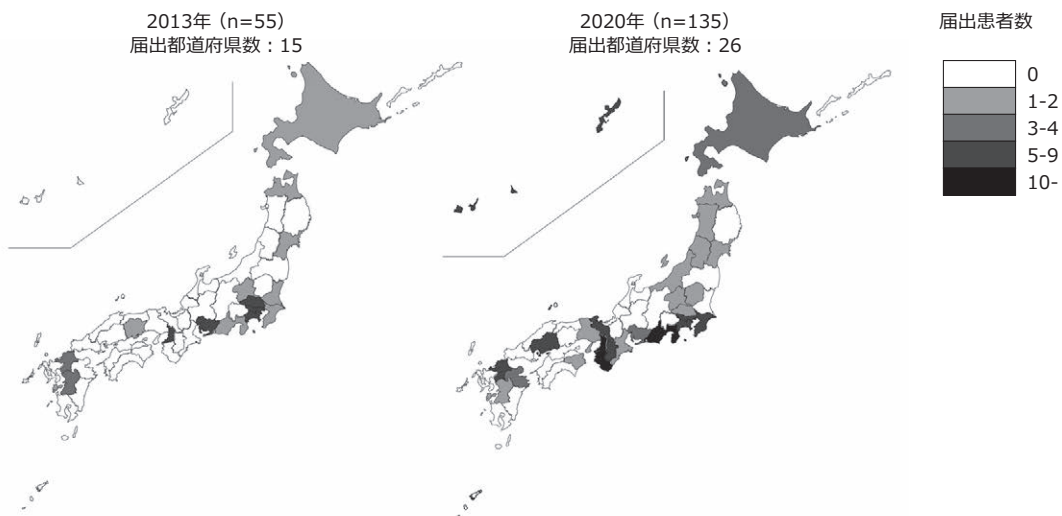 2013年（n=55）
届出都道府県数：15
2020年（n=135）
届出都道府県数：26
届出患者数
0
1-2
3-4
5-9
10-